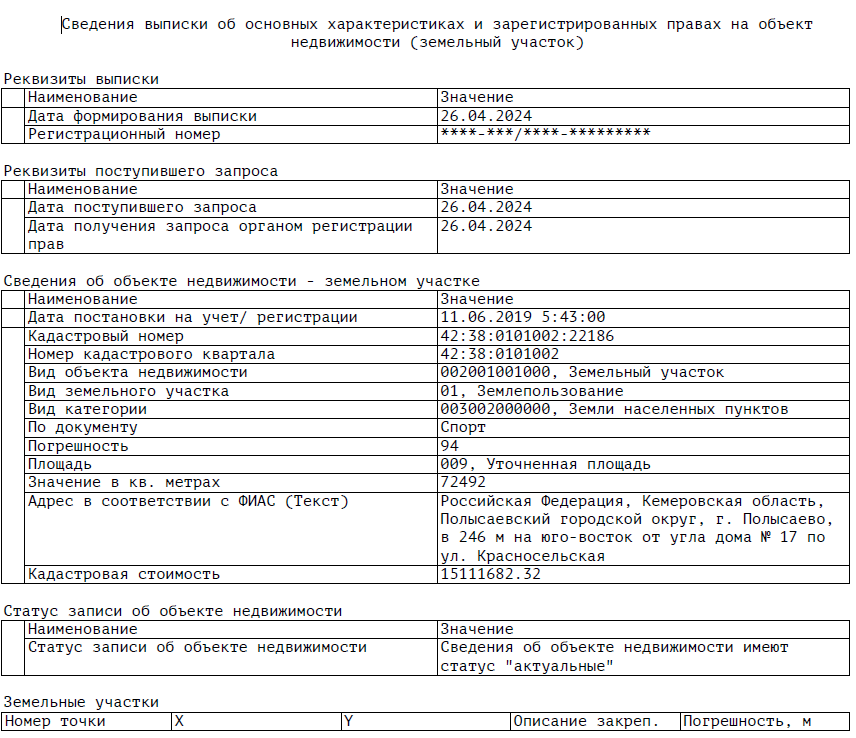 Сведения выписки об основных характеристиках и зарегистрированных правах на объект
недвижимости (земельный участок)
Реквизиты выписки
Наименование Значение
Дата формирования выписки 26.04.2024
Регистрационный номер ****-***/****-*********
Реквизиты поступившего запроса
Наименование Значение
Дата поступившего запроса 26.04.2024
Дата получения запроса органом регистрации 26.04.2024
прав
Сведения об объекте недвижимости - земельном участке
Наименование Значение
Дата постановки на учет/ регистрации 11.06.2019 5:43:00
Кадастровый номер 42:38:0101002:22186
Номер кадастрового квартала 42:38:0101002
Вид объекта недвижимости 002001001000, Земельный участок
Вид земельного участка 01, Землепользование
Вид категории 003002000000, Земли населенных пунктов
По документу Спорт
Погрешность 94
Площадь 009, Уточненная площадь
Значение в кв. метрах 72492
Адрес в соответствии с ФИАС (Текст) Российская Федерация, Кемеровская область,
Полысаевский городской округ, г. Полысаево,
в 246 м на юго-восток от угла дома № 17 по
ул. Красносельская
Кадастровая стоимость 15111682.32
Статус записи об объекте недвижимости
Наименование Значение
Статус записи об объекте недвижимости Сведения об объекте недвижимости имеют
статус "актуальные"
Земельные участки
Номер точки X Y Описание закреп. Погрешность, м